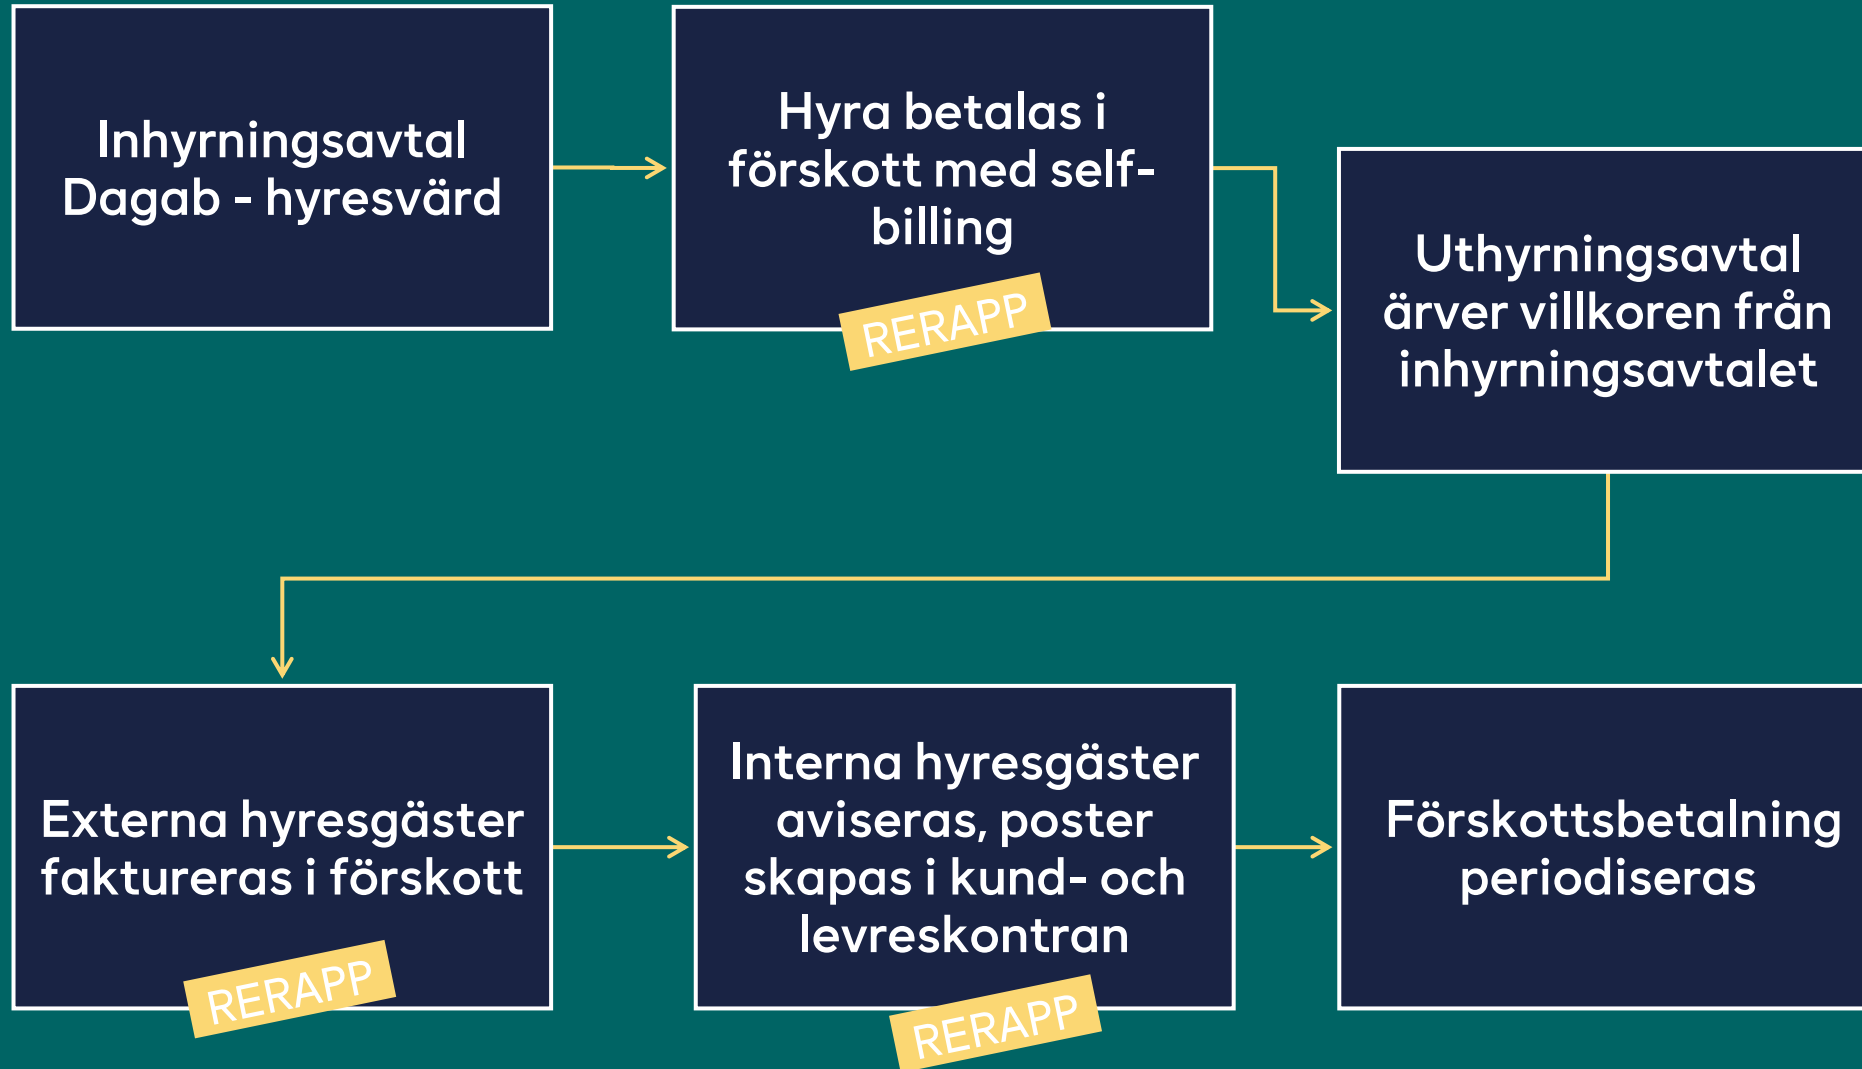 Inhyrningsavtal
Dagab - hyresvärd
Hyra betalas i
förskott med self-
billing
RERAPP
Uthyrningsavtal
ärver villkoren från
inhyrningsavtalet
Externa hyresgäster
faktureras i förskott
RERAPP
Interna hyresgäster
aviseras, poster
skapas i kund- och
levreskontran
RERAPP
Förskottsbetalning
periodiseras